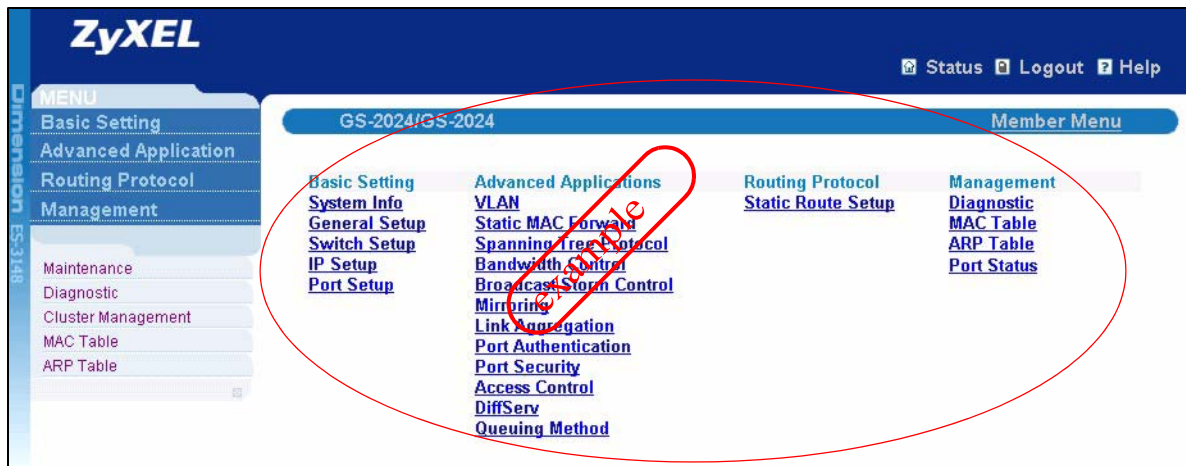 ZyXEL
Status Logout Help
Dimension ES-3148
MENU
Basic Setting
Advanced Application
Routing Protocol
Management
Maintenance
Diagnostic
Cluster Management
MAC Table
ARP Table
GS-2024/GS-2024 Member Menu
Basic Setting
System Info
General Setup
Switch Setup
IP Setup
Port Setup
Advanced Applications
VLAN
Static MAC Forward
Spanning Tree Protocol
Bandwidth Control
Broadcast Storm Control
Mirroring
Link Aggregation
Port Authentication
Port Security
Access Control
DiffServ
Queuing Method
Routing Protocol
Static Route Setup
Management
Diagnostic
MAC Table
ARP Table
Port Status
example